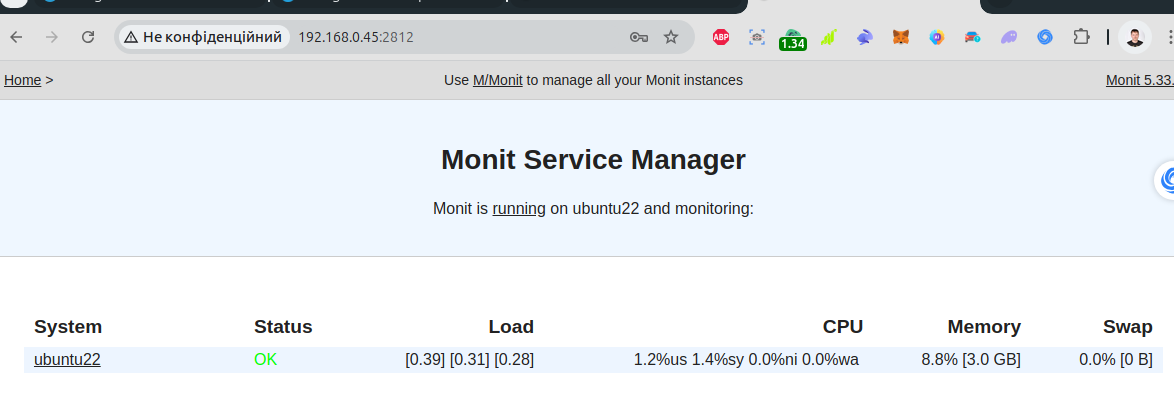 Не конфіденційний 192.168.0.45:2812 ABP 1.34
Home > Use M/Monit to manage all your Monit instances Monit 5.33.
Monit Service Manager
Monit is running on ubuntu22 and monitoring:
System Status Load CPU Memory Swap
ubuntu22 OK [0.39] [0.31] [0.28] 1.2%us 1.4%sy 0.0%ni 0.0%wa 8.8% [3.0 GB] 0.0% [0 B]